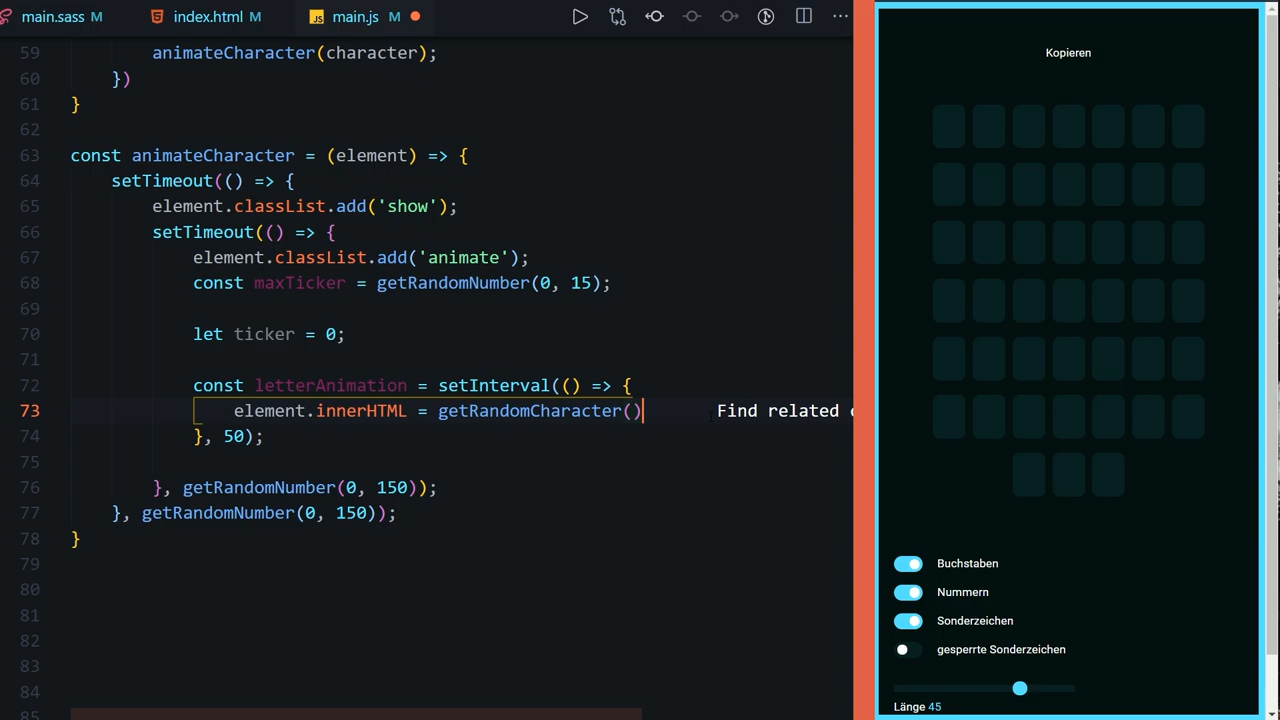 main.sass M index.html M JS main.js M
59 animateCharacter(character);
60 })
61 }
62
63 const animateCharacter = (element) => {
64 setTimeout(() => {
65 element.classList.add('show');
66 setTimeout(() => {
67 element.classList.add('animate');
68 const maxTicker = getRandomNumber(0, 15);
69
70 let ticker = 0;
71
72 const letterAnimation = setInterval(() => {
73 element.innerHTML = getRandomCharacter() Find related
74 }, 50);
75
76 }, getRandomNumber(0, 150));
77 }, getRandomNumber(0, 150));
78 }
79
80
81
82
83
84
85
Kopieren
Buchstaben
Nummern
Sonderzeichen
gesperrte Sonderzeichen
Länge 45